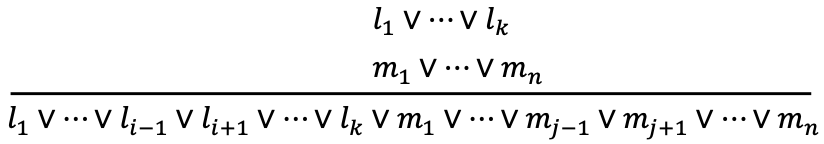 l₁ ∨ ⋯ ∨ lₖ
m₁ ∨ ⋯ ∨ mₙ
l₁ ∨ ⋯ ∨ lᵢ₋₁ ∨ lᵢ₊₁ ∨ ⋯ ∨ lₖ ∨ m₁ ∨ ⋯ ∨ mⱼ₋₁ ∨ mⱼ₊₁ ∨ ⋯ ∨ mₙ